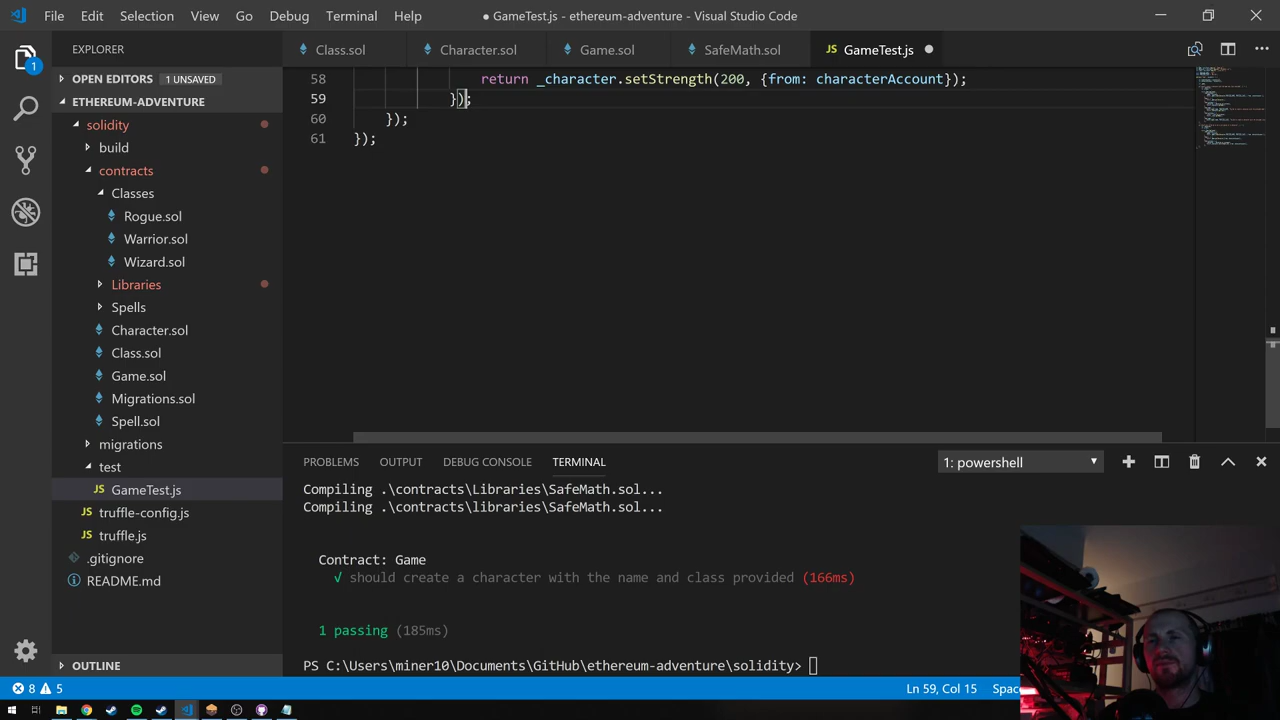 File Edit Selection View Go Debug Terminal Help
● GameTest.js - ethereum-adventure - Visual Studio Code
EXPLORER
Class.sol
Character.sol
Game.sol
SafeMath.sol
JS GameTest.js
1
OPEN EDITORS 1 UNSAVED
ETHEREUM-ADVENTURE
solidity
build
contracts
Classes
Rogue.sol
Warrior.sol
Wizard.sol
Libraries
Spells
Character.sol
Class.sol
Game.sol
Migrations.sol
Spell.sol
migrations
test
JS GameTest.js
JS truffle-config.js
JS truffle.js
.gitignore
README.md
OUTLINE
58 return _character.setStrength(200, {from: characterAccount});
59 });
60 });
61 });
PROBLEMS OUTPUT DEBUG CONSOLE TERMINAL
1: powershell
Compiling .\contracts\Libraries\SafeMath.sol...
Compiling .\contracts\libraries\SafeMath.sol...
Contract: Game
√ should create a character with the name and class provided (166ms)
1 passing (185ms)
PS C:\Users\miner10\Documents\GitHub\ethereum-adventure\solidity>
8 5
Ln 59, Col 15